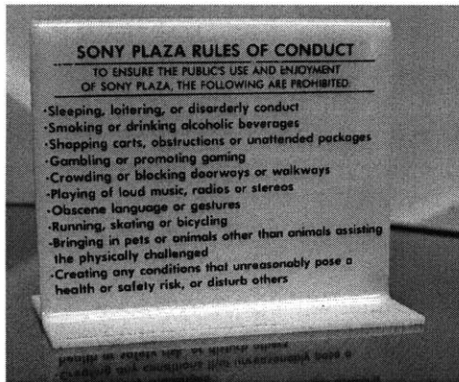 SONY PLAZA RULES OF CONDUCT
TO ENSURE THE PUBLIC'S USE AND ENJOYMENT
OF SONY PLAZA, THE FOLLOWING ARE PROHIBITED:
·Sleeping, loitering, or disorderly conduct
·Smoking or drinking alcoholic beverages
·Shopping carts, obstructions or unattended packages
·Gambling or promoting gaming
·Crowding or blocking doorways or walkways
·Playing of loud music, radios or stereos
·Obscene language or gestures
·Running, skating or bicycling
·Bringing in pets or animals other than animals assisting
the physically challenged
·Creating any conditions that unreasonably pose a
health or safety risk, or disturb others